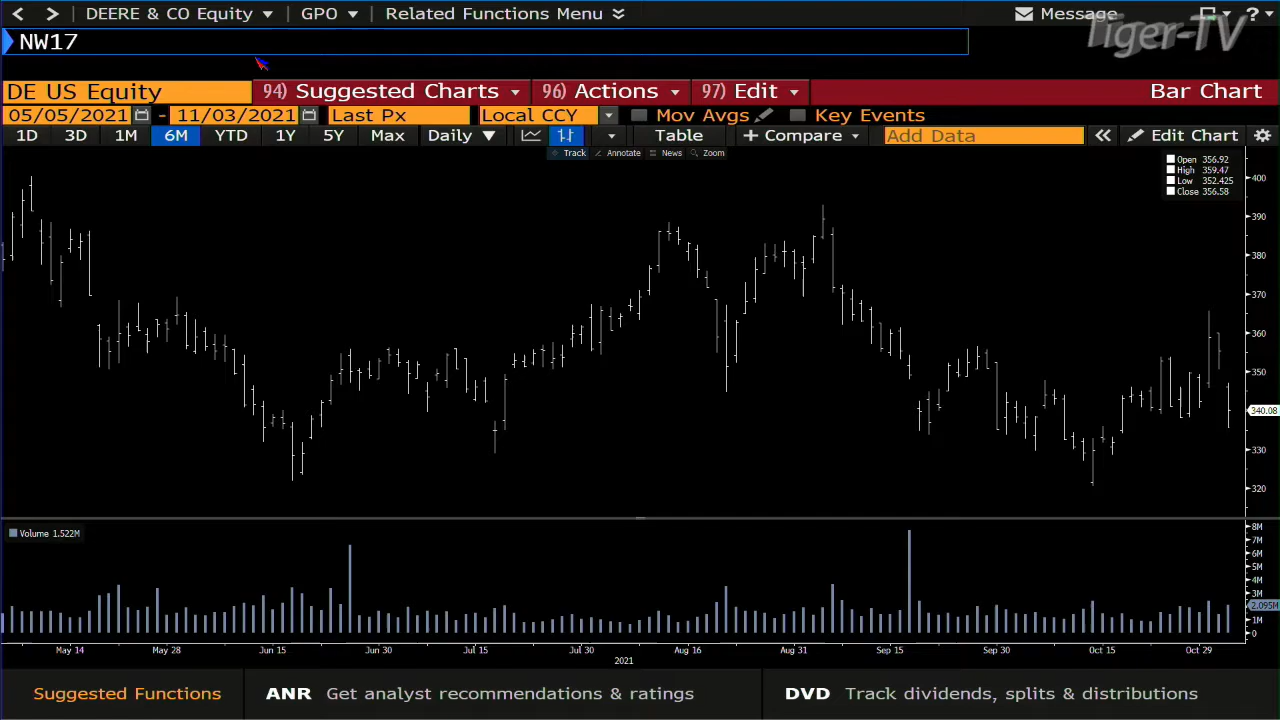 DEERE & CO Equity GPO Related Functions Menu Message ?
Tiger-TV
NW17
DE US Equity 94) Suggested Charts 96) Actions 97) Edit Bar Chart
05/05/2021 - 11/03/2021 Last Px Local CCY Mov Avgs Key Events
1D 3D 1M 6M YTD 1Y 5Y Max Daily Table + Compare Add Data Edit Chart
Track Annotate News Zoom
Open 356.92
High 359.47
Low 352.425
Close 356.58
400
390
380
370
360
350
340.08
330
320
Volume 1.522M
8M
7M
6M
5M
4M
3M
2.095M
1M
0
May 14 May 28 Jun 15 Jun 30 Jul 15 Jul 30 Aug 16 Aug 31 Sep 15 Sep 30 Oct 15 Oct 29
2021
Suggested Functions ANR Get analyst recommendations & ratings DVD Track dividends, splits & distributions